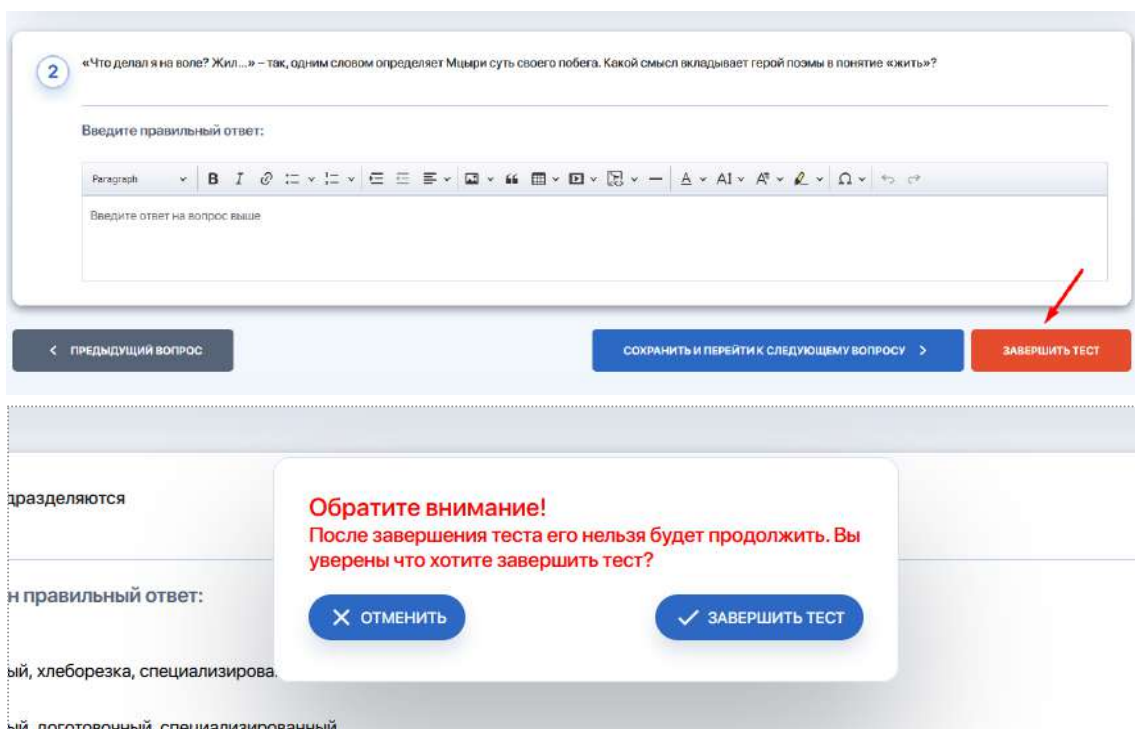 2
«Что делал я на воле? Жил...» – так, одним словом определяет Мцыри суть своего побега. Какой смысл вкладывает герой поэмы в понятие «жить»?
Введите правильный ответ:
Paragraph
Введите ответ на вопрос выше
ПРЕДЫДУЩИЙ ВОПРОС
СОХРАНИТЬ И ПЕРЕЙТИ К СЛЕДУЮЩЕМУ ВОПРОСУ
ЗАВЕРШИТЬ ТЕСТ
дразделяются
Обратите внимание!
После завершения теста его нельзя будет продолжить. Вы
уверены что хотите завершить тест?
н правильный ответ:
ОТМЕНИТЬ
ЗАВЕРШИТЬ ТЕСТ
ый, хлеборезка, специализирова
ый, доготовочный, специализированный